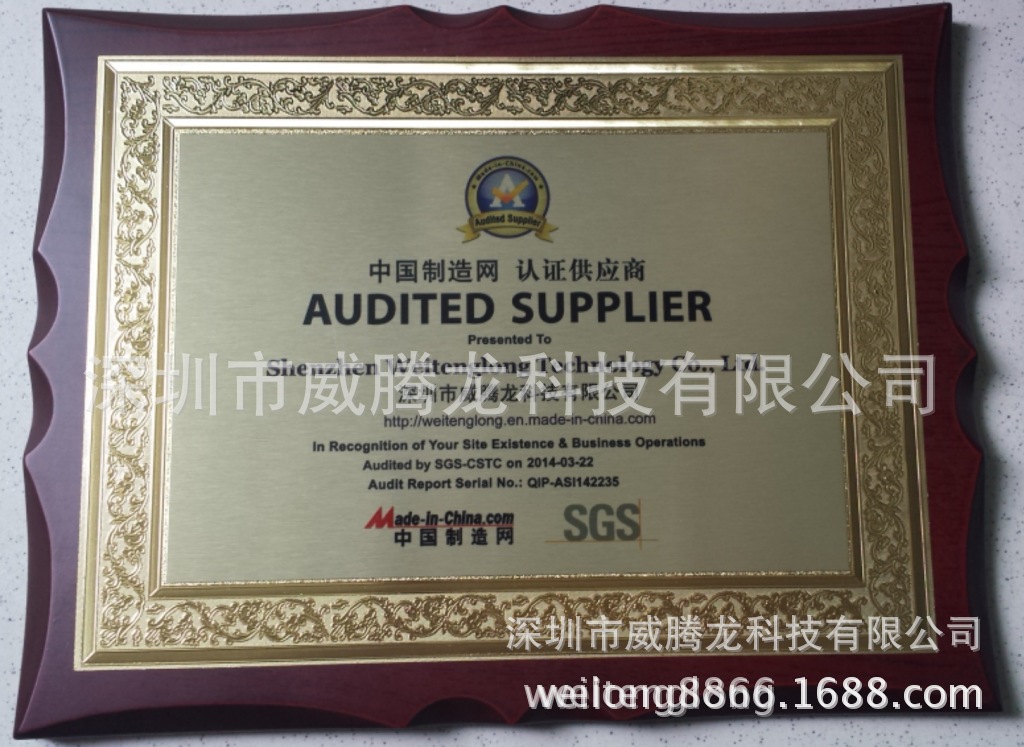 Made-in-China.com
Audited Supplier
中国制造网 认证供应商
AUDITED SUPPLIER
Presented To
Shenzhen Weitenglong Technology Co., Ltd.
深圳市威腾龙科技有限公司
深圳市威腾龙科技有限公司
http://weitenglong.en.made-in-china.com
In Recognition of Your Site Existence & Business Operations
Audited by SGS-CSTC on 2014-03-22
Audit Report Serial No.: QIP-ASI142235
Made-in-China.com
中国制造网
SGS
深圳市威腾龙科技有限公司
.1688.com